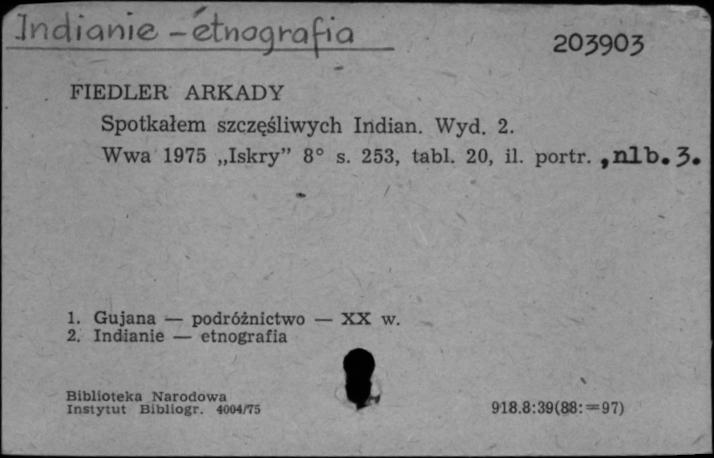 Indianie - etnografia
203903
FIEDLER ARKADY
Spotkałem szczęśliwych Indian. Wyd. 2.
Wwa 1975 „Iskry” 8° s. 253, tabl. 20, il. portr. , nlb. 3.
1. Gujana — podróżnictwo — XX w.
2. Indianie — etnografia
Biblioteka Narodowa
Instytut Bibliogr. 4004/75
918.8:39(88:=97)